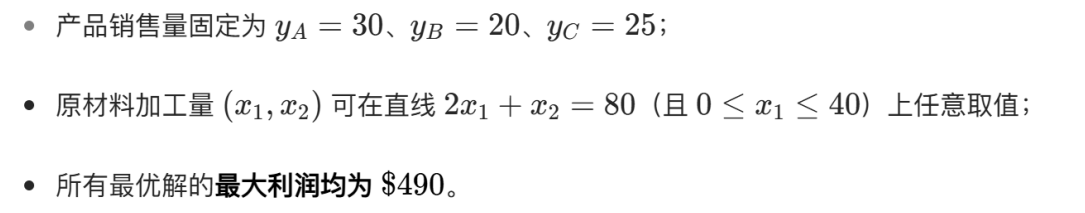 • 产品销售量固定为 $y_A = 30$、$y_B = 20$、$y_C = 25$；
• 原材料加工量 $(x_1, x_2)$ 可在直线 $2x_1 + x_2 = 80$（且 $0 \leq x_1 \leq 40$）上任意取值；
• 所有最优解的最大利润均为 $490。